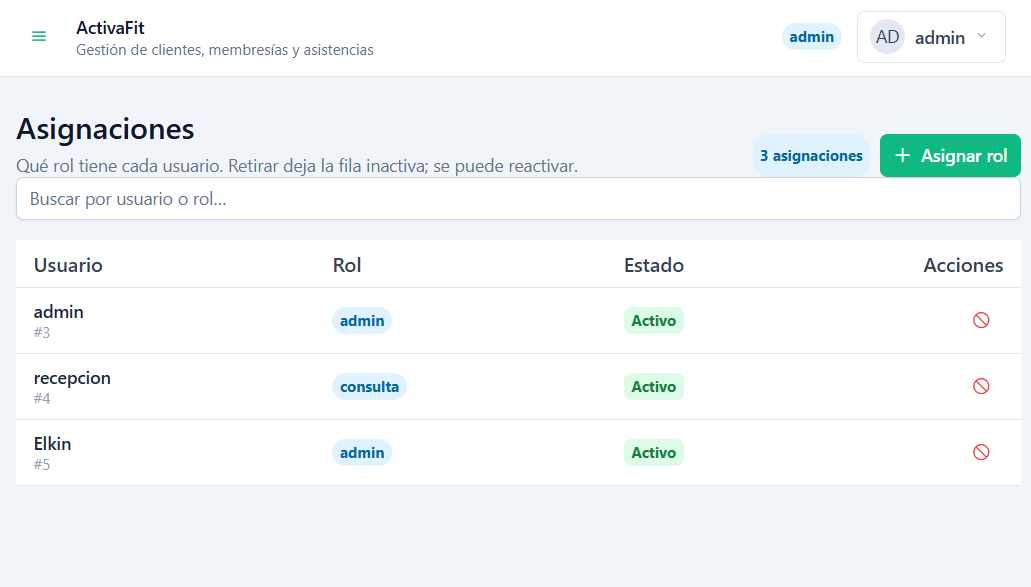 ActivaFit
Gestión de clientes, membresías y asistencias
admin
AD admin
Asignaciones
Qué rol tiene cada usuario. Retirar deja la fila inactiva; se puede reactivar.
3 asignaciones
+ Asignar rol
Buscar por usuario o rol...
Usuario Rol Estado Acciones
admin admin Activo
#3
recepcion consulta Activo
#4
Elkin admin Activo
#5